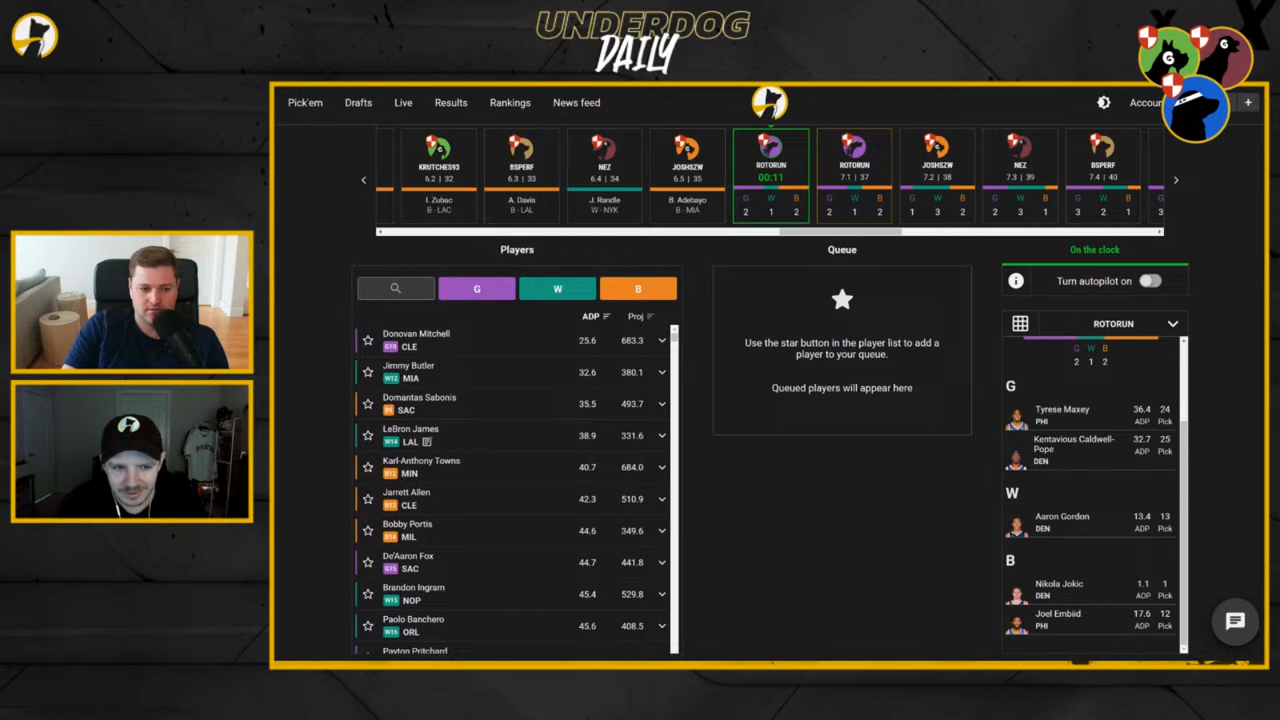 UNDERDOG
DAILY
Pick'em
Drafts
Live
Results
Rankings
News feed
+
KRUTCHES93
6.2 | 32
I. Zubac
B - LAC
BSPERF
6.3 | 33
A. Davis
B - LAL
NEZ
6.4 | 34
J. Randle
W - NYK
JOSHSZW
6.5 | 35
B. Adebayo
B - MIA
ROTORUN
00:11
G W B
2 1 2
ROTORUN
7.1 | 37
G W B
2 1 2
JOSHSZW
7.2 | 38
G W B
1 3 2
NEZ
7.3 | 39
G W B
2 3 1
BSPERF
7.4 | 40
G W B
3 2 1
3
Players
G
W
B
ADP Proj
Donovan Mitchell
G10 CLE 25.6 683.3
Jimmy Butler
W12 MIA 32.6 380.1
Domantas Sabonis
SAC 35.5 493.7
LeBron James
W14 LAL 38.9 331.6
Karl-Anthony Towns
B12 MIN 40.7 684.0
Jarrett Allen
B13 CLE 42.3 510.9
Bobby Portis
B14 MIL 44.6 349.6
De'Aaron Fox
G15 SAC 44.7 441.8
Brandon Ingram
W15 NOP 45.4 529.8
Paolo Banchero
W16 ORL 45.6 408.5
Payton Pritchard
Queue
Use the star button in the player list to add a
player to your queue.
Queued players will appear here
On the clock
Turn autopilot on
ROTORUN
G W B
2 1 2
G
Tyrese Maxey 36.4 24
PHI ADP Pick
Kentavious Caldwell-
Pope 32.7 25
DEN ADP Pick
W
Aaron Gordon 13.4 13
DEN ADP Pick
B
Nikola Jokic 1.1 1
DEN ADP Pick
Joel Embiid 17.6 12
PHI ADP Pick